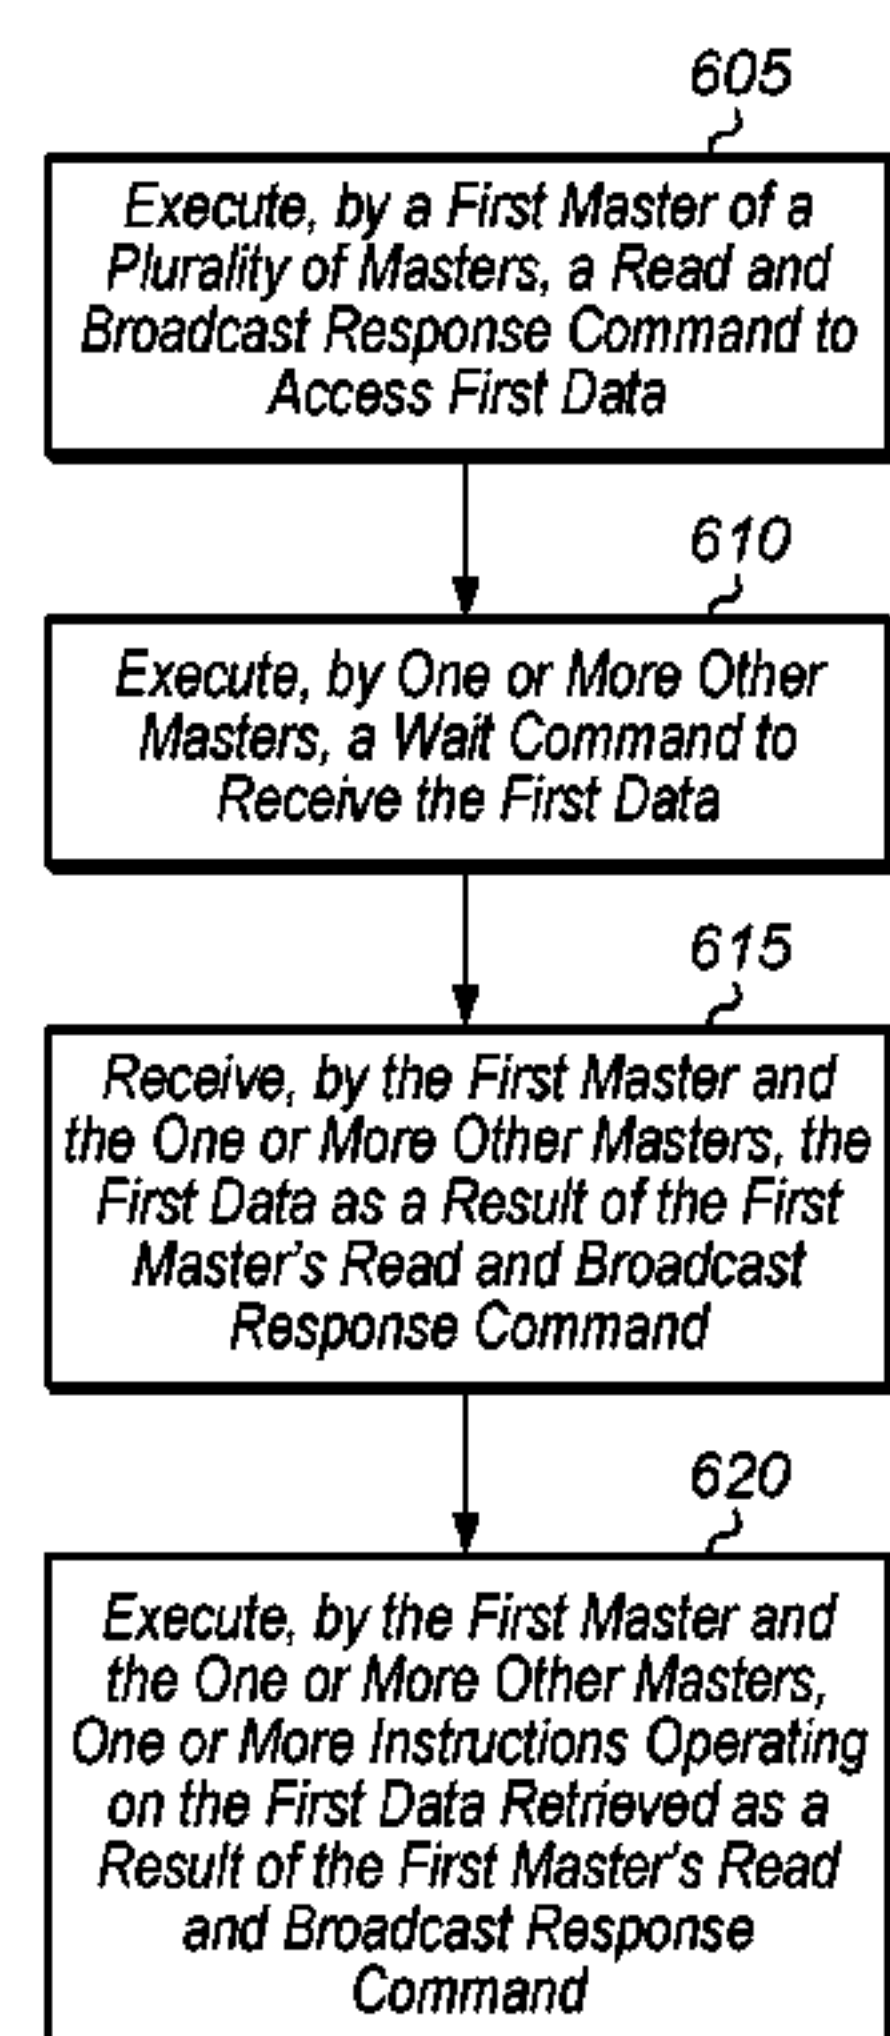 605
Execute, by a First Master of a
Plurality of Masters, a Read and
Broadcast Response Command to
Access First Data
610
Execute, by One or More Other
Masters, a Wait Command to
Receive the First Data
615
Receive, by the First Master and
the One or More Other Masters, the
First Data as a Result of the First
Master's Read and Broadcast
Response Command
620
Execute, by the First Master and
the One or More Other Masters,
One or More Instructions Operating
on the First Data Retrieved as a
Result of the First Master's Read
and Broadcast Response
Command